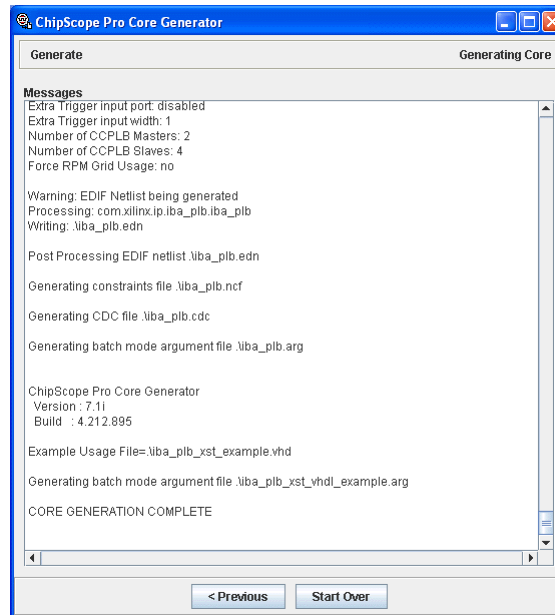 ChipScope Pro Core Generator
Generate
Generating Core
Messages
Extra Trigger input port: disabled
Extra Trigger input width: 1
Number of CCPLB Masters: 2
Number of CCPLB Slaves: 4
Force RPM Grid Usage: no
Warning: EDIF Netlist being generated
Processing: com.xilinx.ip.iba_plb.iba_plb
Writing: .\iba_plb.edn
Post Processing EDIF netlist .\iba_plb.edn
Generating constraints file .\iba_plb.ncf
Generating CDC file .\iba_plb.cdc
Generating batch mode argument file .\iba_plb.arg
ChipScope Pro Core Generator
Version : 7.1i
Build : 4.212.895
Example Usage File=.\iba_plb_xst_example.vhd
Generating batch mode argument file .\iba_plb_xst_vhdl_example.arg
CORE GENERATION COMPLETE
< Previous
Start Over